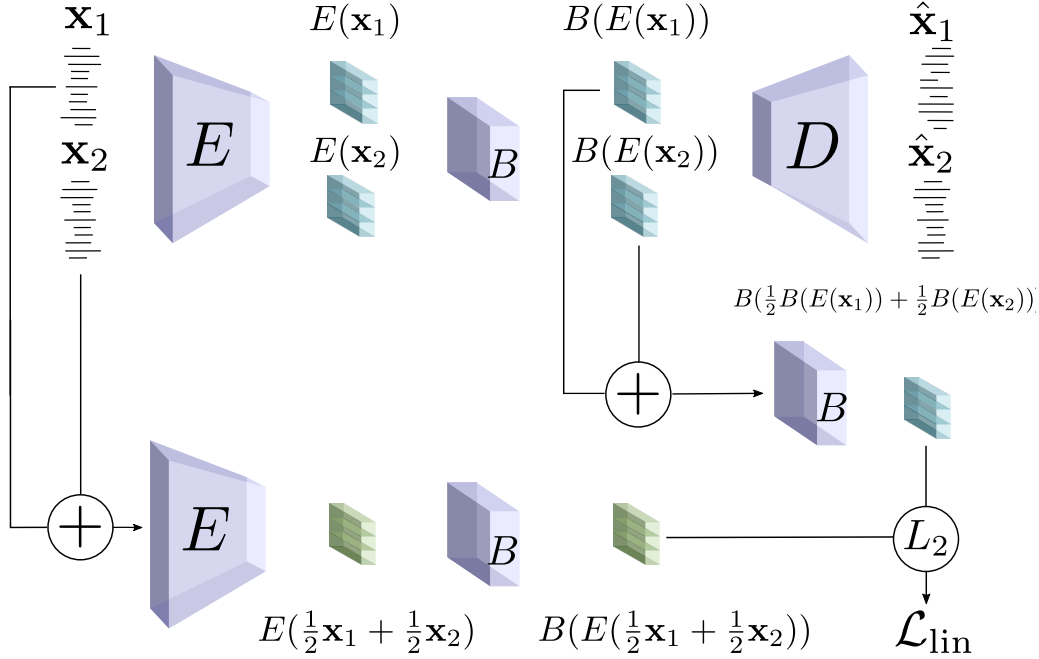 𝐱₁ E(𝐱₁) B(E(𝐱₁)) 𝐱̂₁
E B D
𝐱₂ E(𝐱₂) B(E(𝐱₂)) 𝐱̂₂
B(½B(E(𝐱₁)) + ½B(E(𝐱₂)))
+ B
+ E B L₂
E(½𝐱₁ + ½𝐱₂) B(E(½𝐱₁ + ½𝐱₂)) ℒ_lin